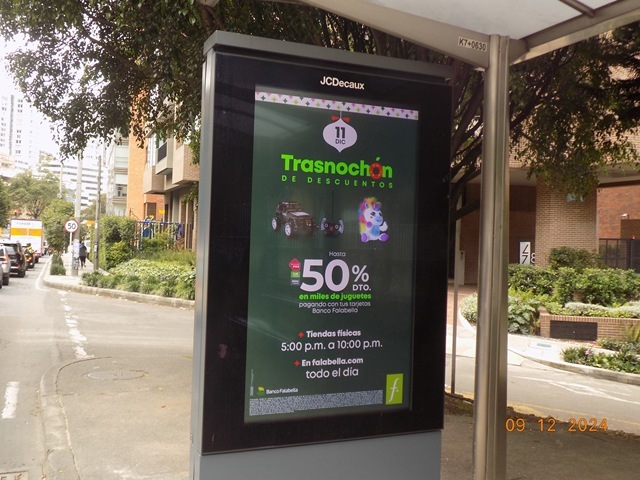 K7+0630
JCDecaux
11
DIC
Trasnochón
DE DESCUENTOS
Hasta
50%
DTO.
en miles de juguetes
pagando con tus tarjetas
Banco Falabella
+ Tiendas físicas
5:00 p.m. a 10:00 p.m.
+ En falabella.com
todo el día
Banco Falabella
f.
50
09.12.2024